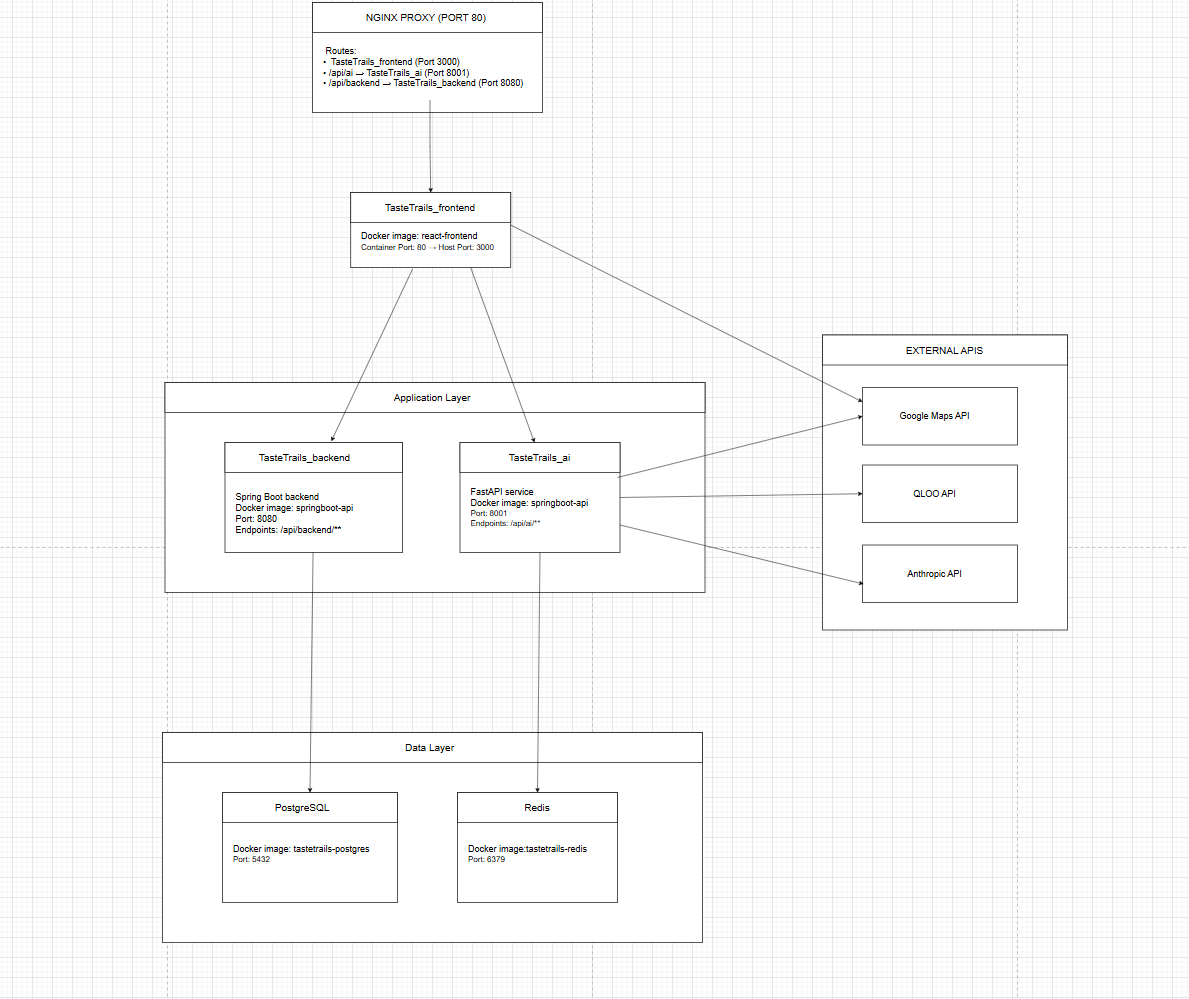 NGINX PROXY (PORT 80)
Routes:
• TasteTrails_frontend (Port 3000)
• /api/ai → TasteTrails_ai (Port 8001)
• /api/backend → TasteTrails_backend (Port 8080)
TasteTrails_frontend
Docker image: react-frontend
Container Port: 80 → Host Port: 3000
EXTERNAL APIS
Google Maps API
QLOO API
Anthropic API
Application Layer
TasteTrails_backend
Spring Boot backend
Docker image: springboot-api
Port: 8080
Endpoints: /api/backend/**
TasteTrails_ai
FastAPI service
Docker image: springboot-api
Port: 8001
Endpoints: /api/ai/**
Data Layer
PostgreSQL
Docker image: tastetrails-postgres
Port: 5432
Redis
Docker image:tastetrails-redis
Port: 6379